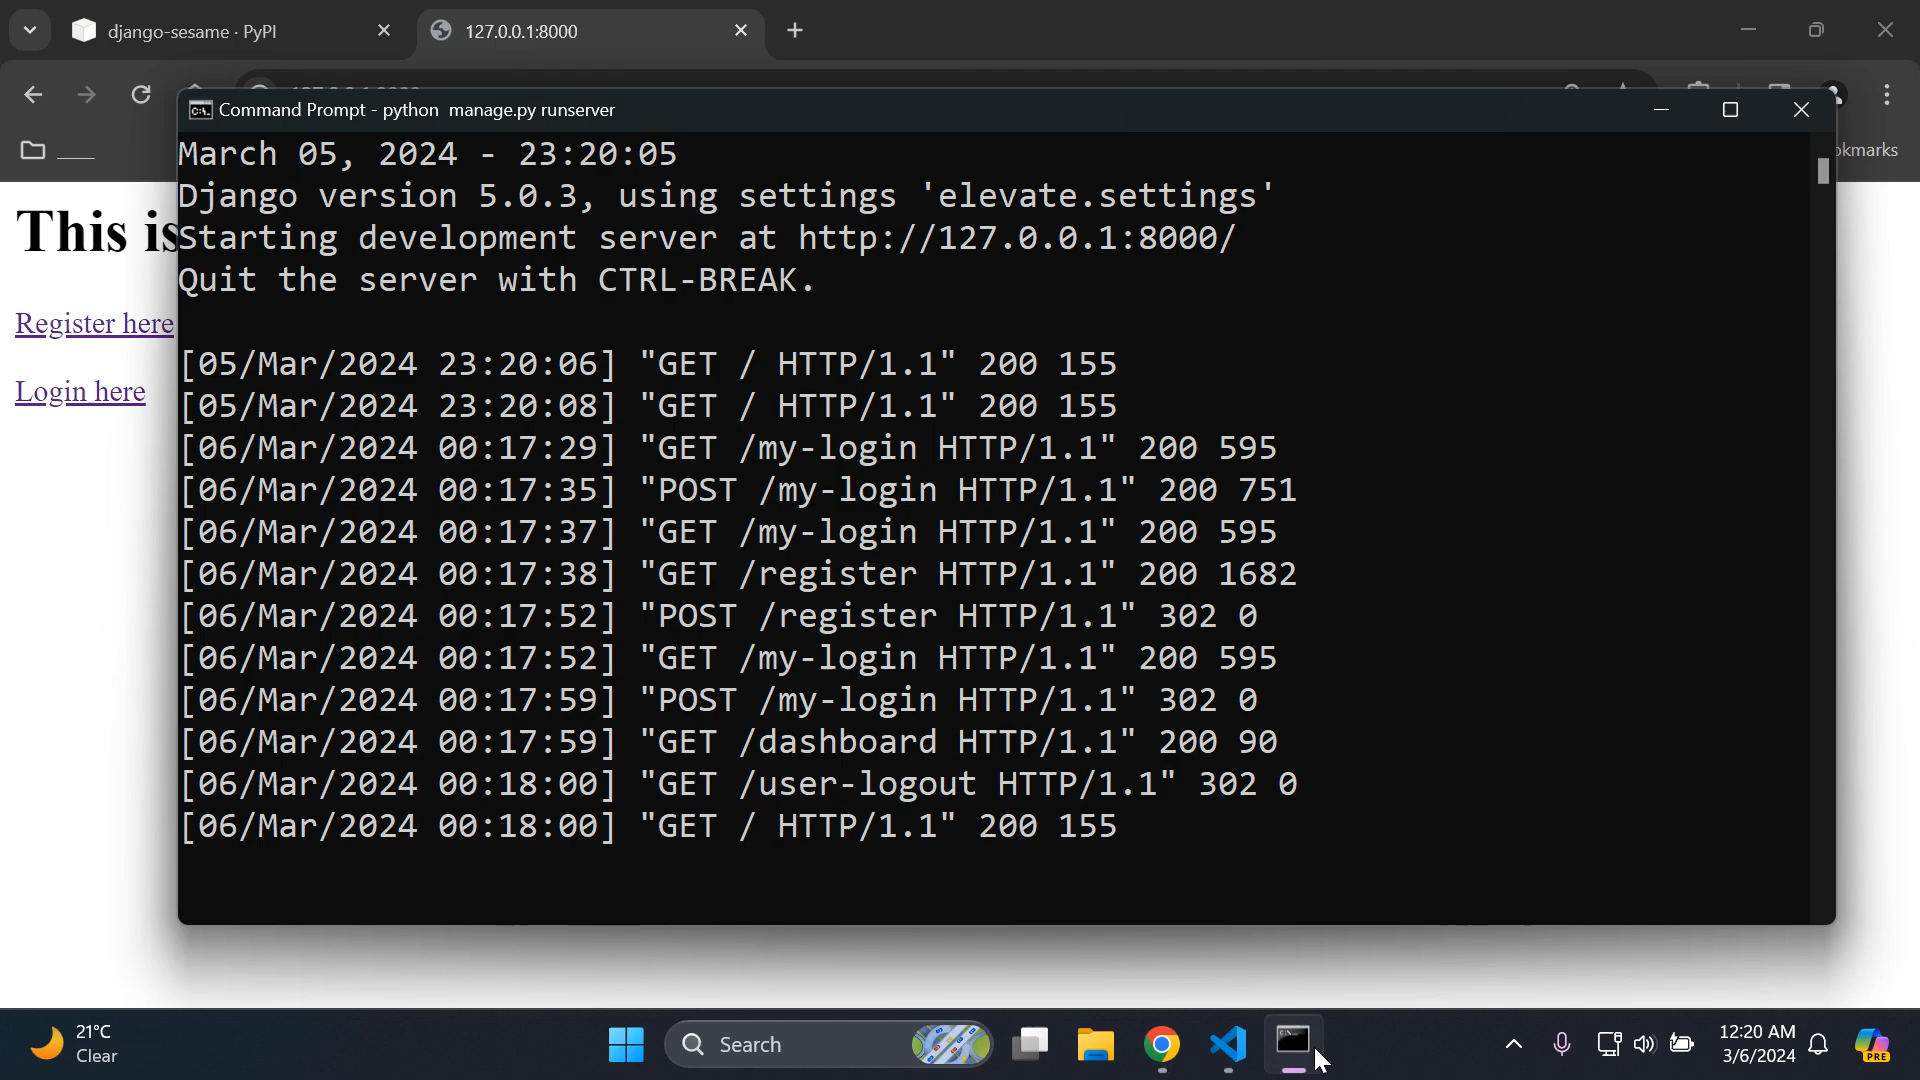 django-sesame · PyPI
127.0.0.1:8000
Command Prompt - python manage.py runserver
March 05, 2024 - 23:20:05
Django version 5.0.3, using settings 'elevate.settings'
Starting development server at http://127.0.0.1:8000/
Quit the server with CTRL-BREAK.
[05/Mar/2024 23:20:06] "GET / HTTP/1.1" 200 155
[05/Mar/2024 23:20:08] "GET / HTTP/1.1" 200 155
[06/Mar/2024 00:17:29] "GET /my-login HTTP/1.1" 200 595
[06/Mar/2024 00:17:35] "POST /my-login HTTP/1.1" 200 751
[06/Mar/2024 00:17:37] "GET /my-login HTTP/1.1" 200 595
[06/Mar/2024 00:17:38] "GET /register HTTP/1.1" 200 1682
[06/Mar/2024 00:17:52] "POST /register HTTP/1.1" 302 0
[06/Mar/2024 00:17:52] "GET /my-login HTTP/1.1" 200 595
[06/Mar/2024 00:17:59] "POST /my-login HTTP/1.1" 302 0
[06/Mar/2024 00:17:59] "GET /dashboard HTTP/1.1" 200 90
[06/Mar/2024 00:18:00] "GET /user-logout HTTP/1.1" 302 0
[06/Mar/2024 00:18:00] "GET / HTTP/1.1" 200 155
okmarks
This is
Register here
Login here
21°C
Clear
Search
12:20 AM
3/6/2024
PRE